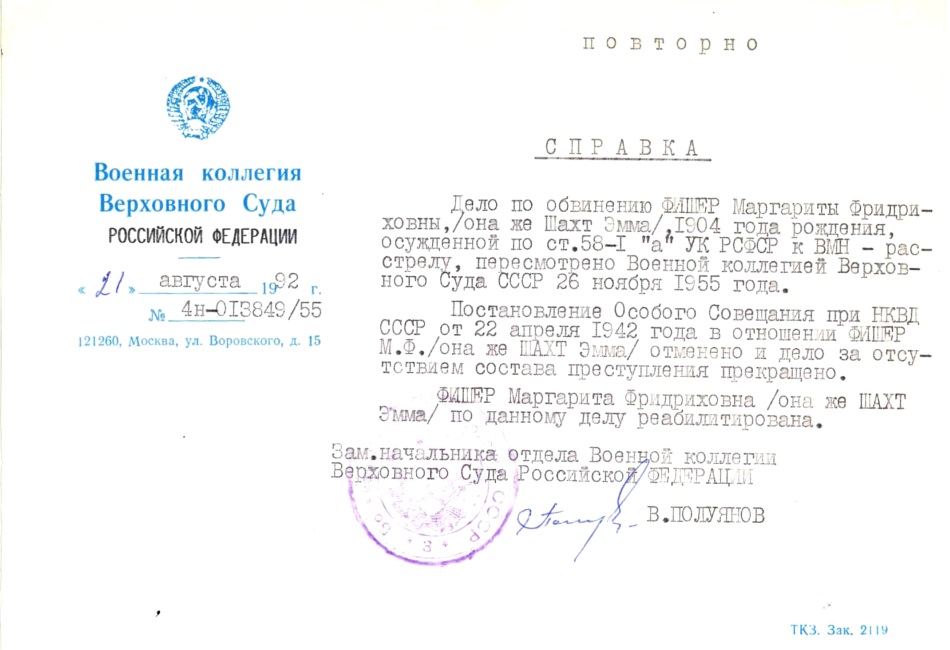 ПОВТОРНО
СПРАВКА
Военная коллегия
Верховного Суда
РОССИЙСКОЙ ФЕДЕРАЦИИ
«21» августа 1992 г.
№ 4н-013849/55
121260, Москва, ул. Воровского, д. 15
Дело по обвинению ФИШЕР Маргариты Фридри-
ховны,/она же Шахт Эмма/,1904 года рождения,
осужденной по ст.58-I "а" УК РСФСР к ВМН - рас-
стрелу, пересмотрено Военной коллегией Верхов-
ного Суда СССР 26 ноября 1955 года.
Постановление Особого Совещания при НКВД
СССР от 22 апреля 1942 года в отношении ФИШЕР
М.Ф./она же ШАХТ Эмма/ отменено и дело за отсу-
тствием состава преступления прекращено.
ФИШЕР Маргарита Фридриховна /она же ШАХТ
Эмма/ по данному делу реабилитирована.
Зам.начальника отдела Военной коллегии
Верховного Суда Российской ФЕДЕРАЦИИ
В.ПОЛУЯНОВ
СССР
* 3 *
ТКЗ. Зак. 2119